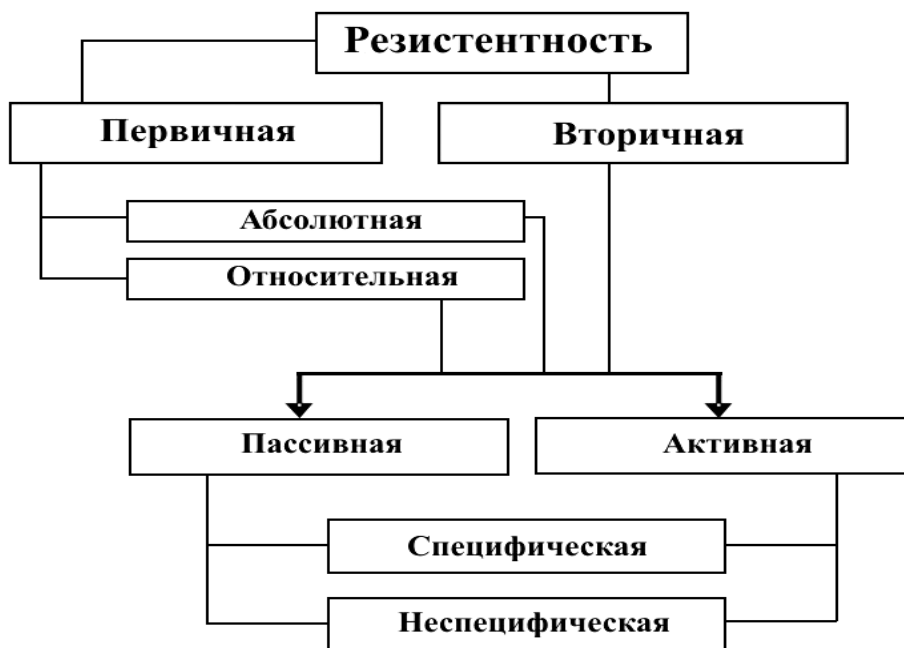 Резистентность
Первичная
Вторичная
Абсолютная
Относительная
Пассивная
Активная
Специфическая
Неспецифическая